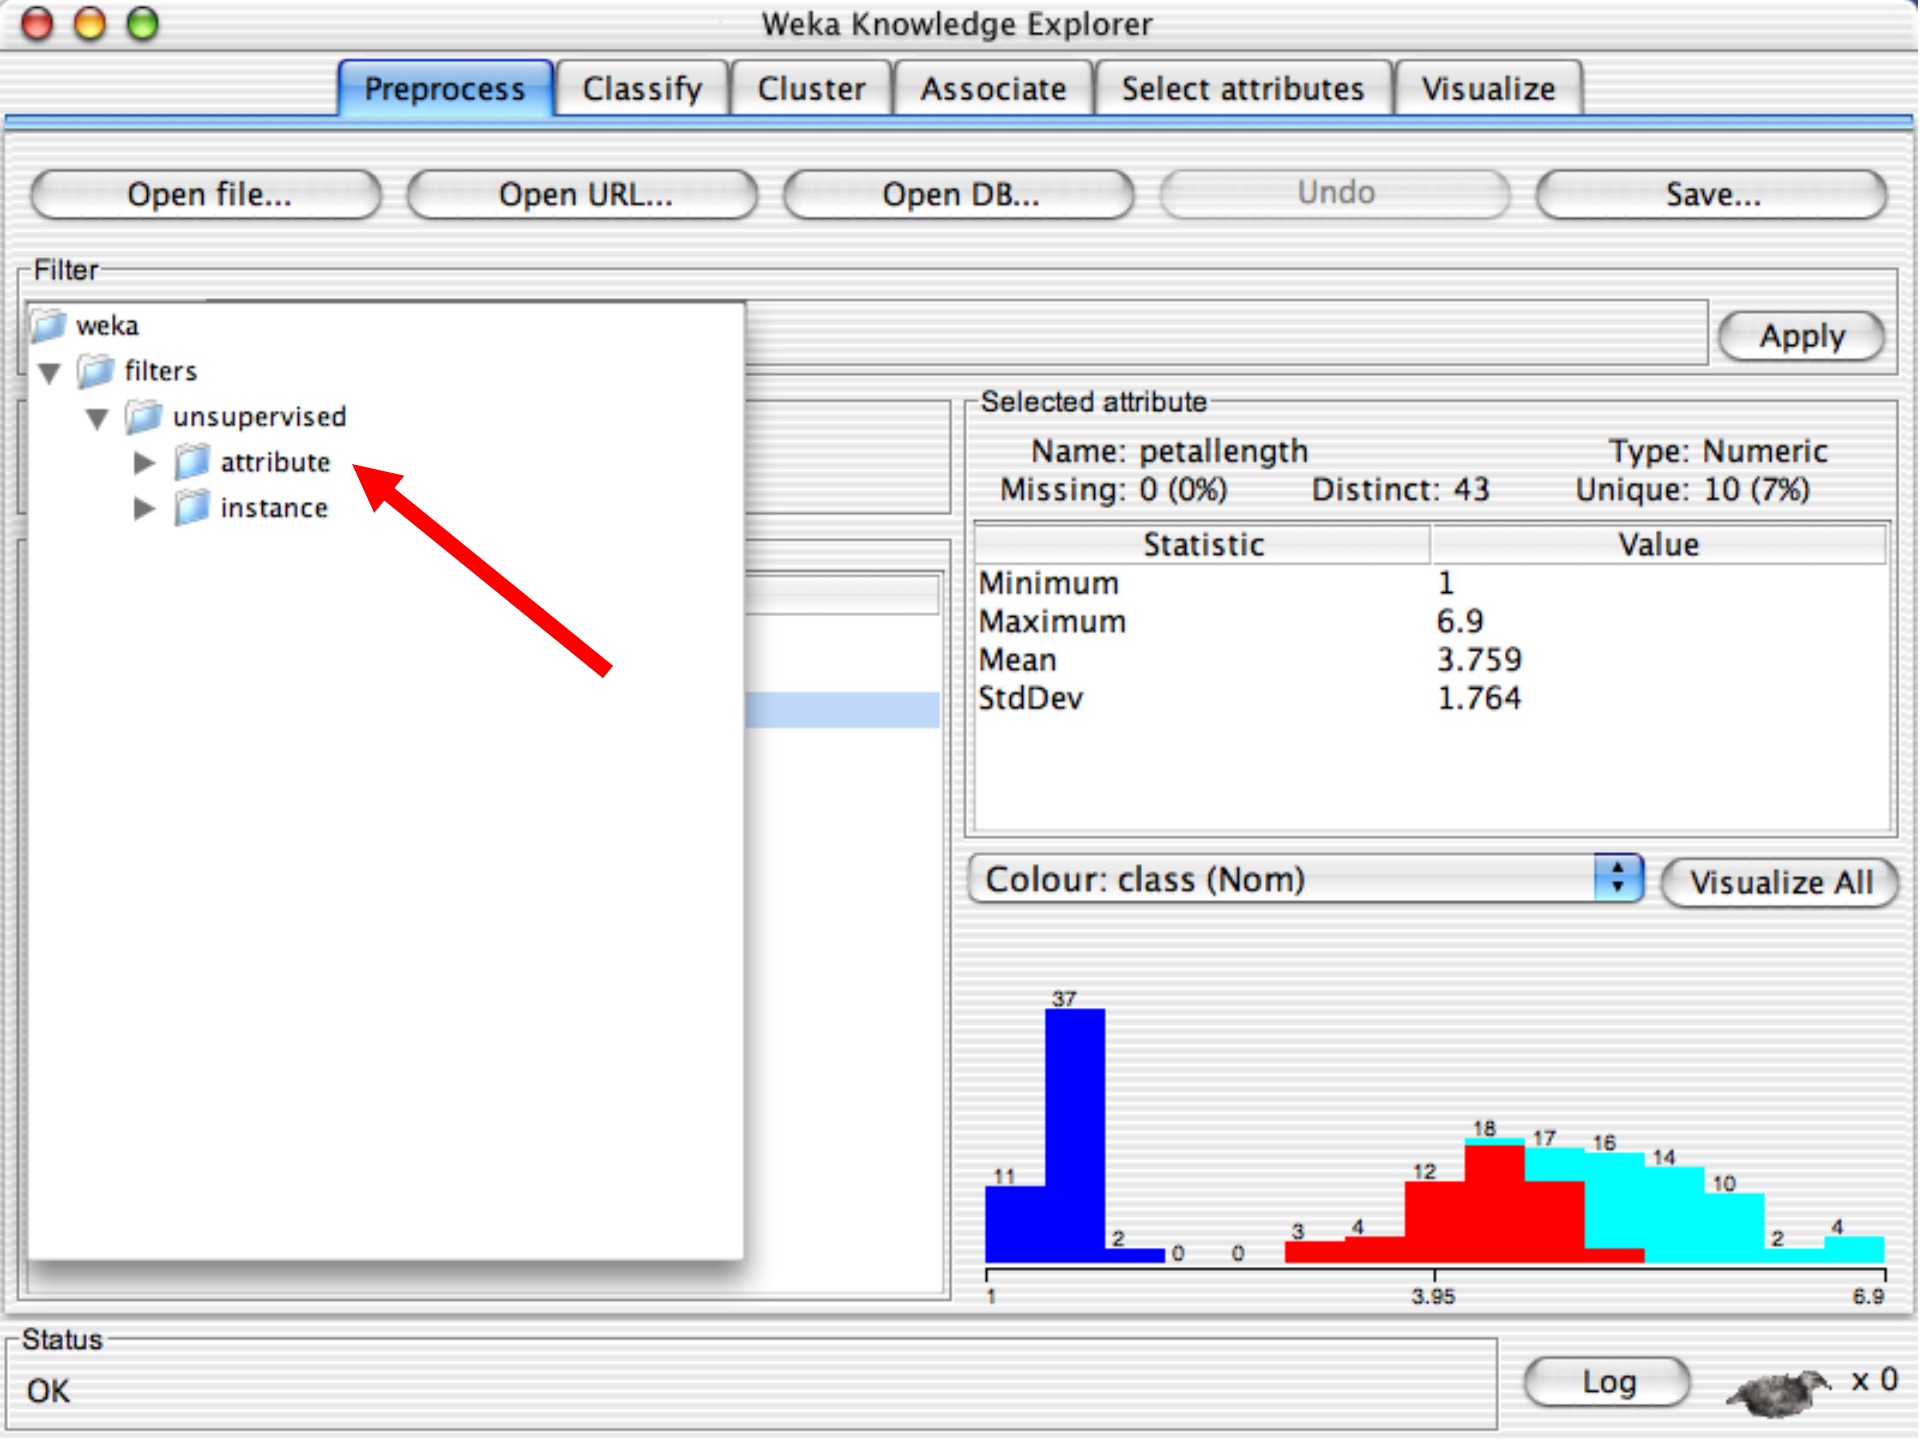 Weka Knowledge Explorer
Preprocess Classify Cluster Associate Select attributes Visualize
Open file... Open URL... Open DB... Undo Save...
Filter
weka
filters
unsupervised
attribute
instance
Apply
Selected attribute
Name: petallength Type: Numeric
Missing: 0 (0%) Distinct: 43 Unique: 10 (7%)
Statistic Value
Minimum 1
Maximum 6.9
Mean 3.759
StdDev 1.764
Colour: class (Nom) Visualize All
37
18 17 16 14
11 12 10
2 0 0 3 4 2 4
1 3.95 6.9
Status
OK
Log x 0